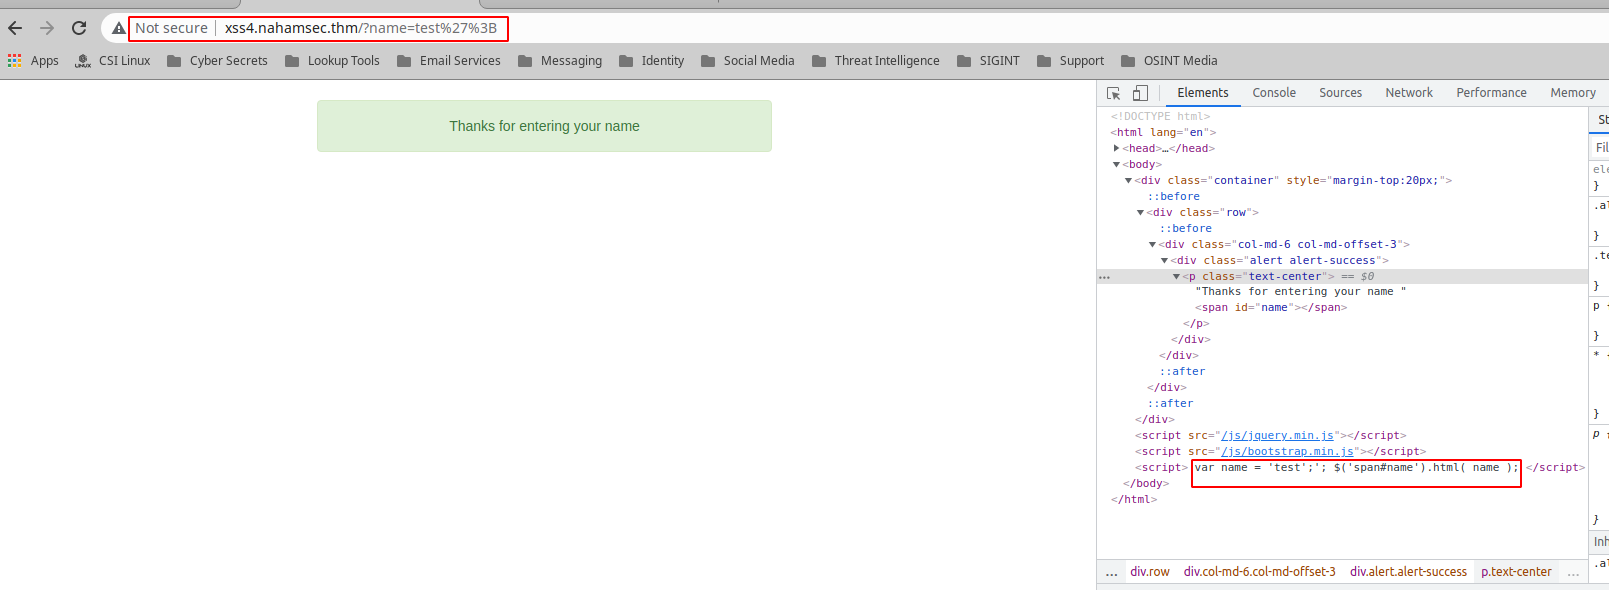 Not secure | xss4.nahamsec.thm/?name=test%27%3B
Apps CSI Linux Cyber Secrets Lookup Tools Email Services Messaging Identity Social Media Threat Intelligence SIGINT Support OSINT Media
Thanks for entering your name
Elements Console Sources Network Performance Memory
<!DOCTYPE html>
<html lang="en">
<head>…</head>
<body>
<div class="container" style="margin-top:20px;">
::before
<div class="row">
::before
<div class="col-md-6 col-md-offset-3">
<div class="alert alert-success">
<p class="text-center"> == $0
"Thanks for entering your name "
<span id="name"></span>
</p>
</div>
</div>
::after
</div>
::after
</div>
<script src="/js/jquery.min.js"></script>
<script src="/js/bootstrap.min.js"></script>
<script> var name = 'test';'; $('span#name').html( name ); </script>
</body>
</html>
... div.row div.col-md-6.col-md-offset-3 div.alert.alert-success p.text-center ...
St
Fil
ele
}
.al
}
.te
}
p
}
*
}
p
}
Inh
.al